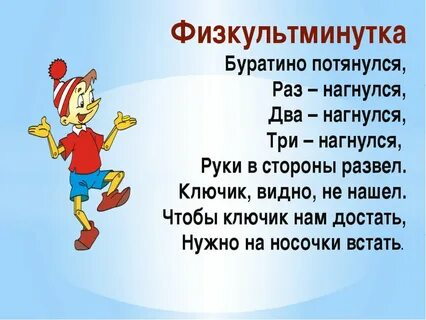 Физкультминутка
Буратино потянулся,
Раз – нагнулся,
Два – нагнулся,
Три – нагнулся,
Руки в стороны развел.
Ключик, видно, не нашел.
Чтобы ключик нам достать,
Нужно на носочки встать.